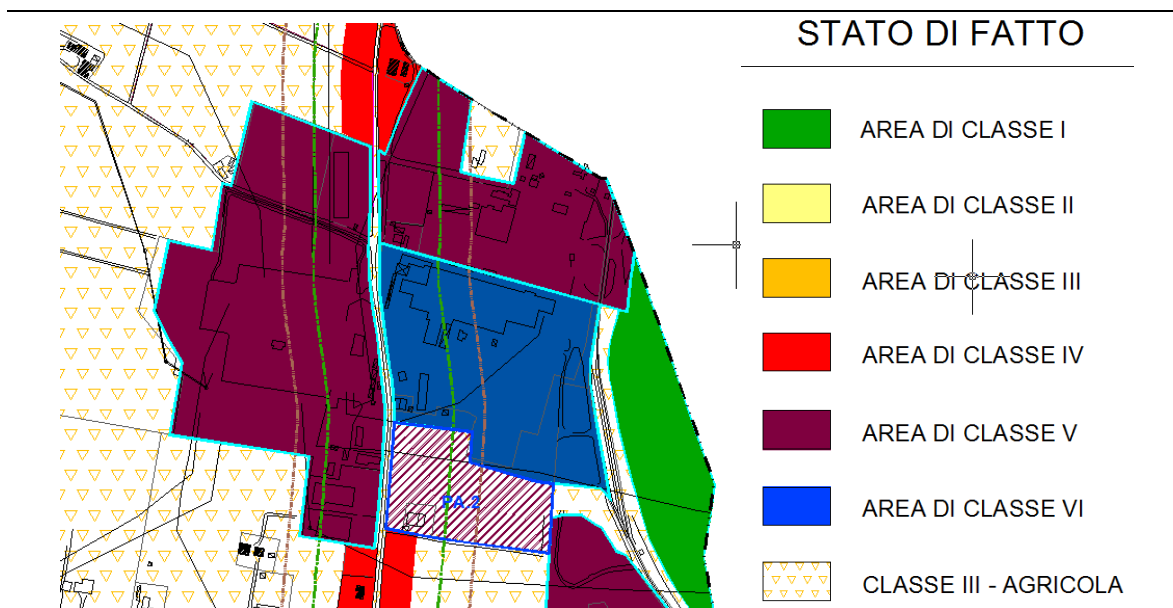 STATO DI FATTO
AREA DI CLASSE I
AREA DI CLASSE II
AREA DI CLASSE III
AREA DI CLASSE IV
AREA DI CLASSE V
AREA DI CLASSE VI
CLASSE III - AGRICOLA
PA.2